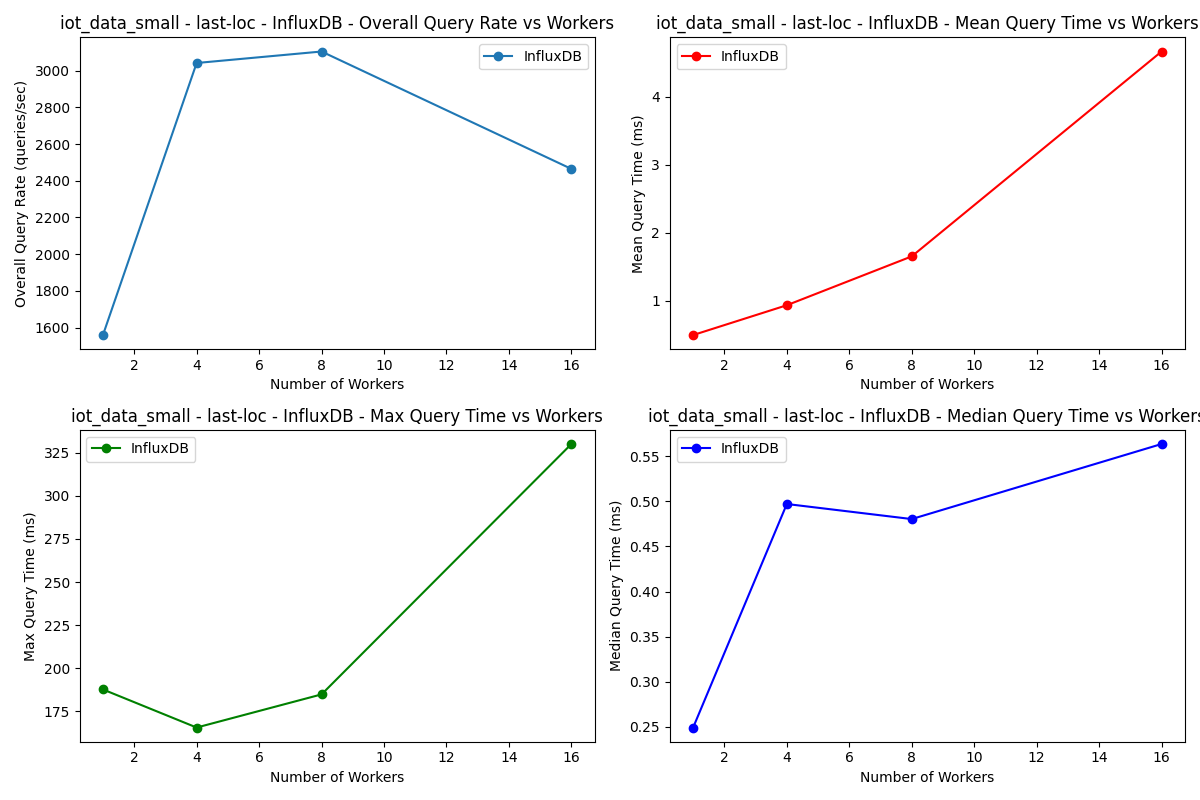 iot_data_small - last-loc - InfluxDB - Overall Query Rate vs Workers
InfluxDB
Overall Query Rate (queries/sec)
3000
2800
2600
2400
2200
2000
1800
1600
2 4 6 8 10 12 14 16
Number of Workers
iot_data_small - last-loc - InfluxDB - Mean Query Time vs Workers
InfluxDB
Mean Query Time (ms)
4
3
2
1
2 4 6 8 10 12 14 16
Number of Workers
iot_data_small - last-loc - InfluxDB - Max Query Time vs Workers
InfluxDB
Max Query Time (ms)
325
300
275
250
225
200
175
2 4 6 8 10 12 14 16
Number of Workers
iot_data_small - last-loc - InfluxDB - Median Query Time vs Workers
InfluxDB
Median Query Time (ms)
0.55
0.50
0.45
0.40
0.35
0.30
0.25
2 4 6 8 10 12 14 16
Number of Workers